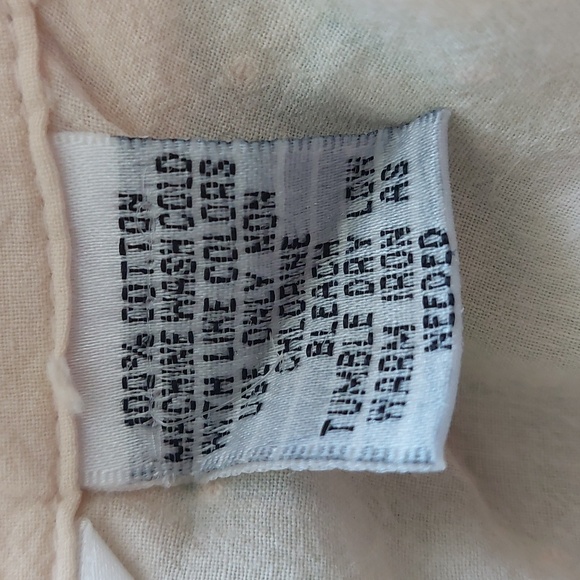 100% COTTON
MACHINE WASH COLD
WITH LIKE COLORS
USE ONLY NON
CHLORINE
BLEACH
TUMBLE DRY LOW
WARM IRON AS
NEEDED